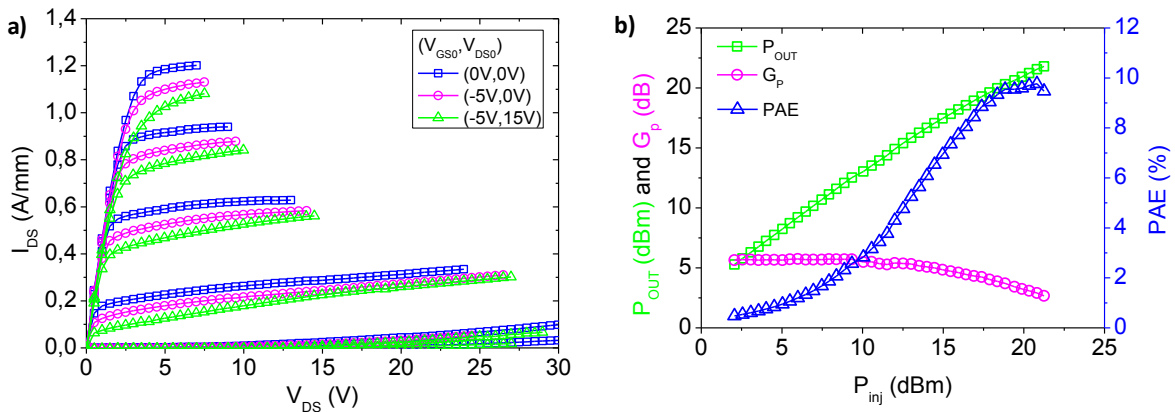 a)
1,4
1,2
1,0
0,8
0,6
0,4
0,2
0,0
I_DS (A/mm)
(V_GS0,V_DS0)
(0V,0V)
(-5V,0V)
(-5V,15V)
0 5 10 15 20 25 30
V_DS (V)
b)
25
20
15
10
5
0
P_OUT (dBm) and G_p (dB)
P_OUT
G_P
PAE
12
10
8
6
4
2
0
PAE (%)
0 5 10 15 20 25
P_inj (dBm)